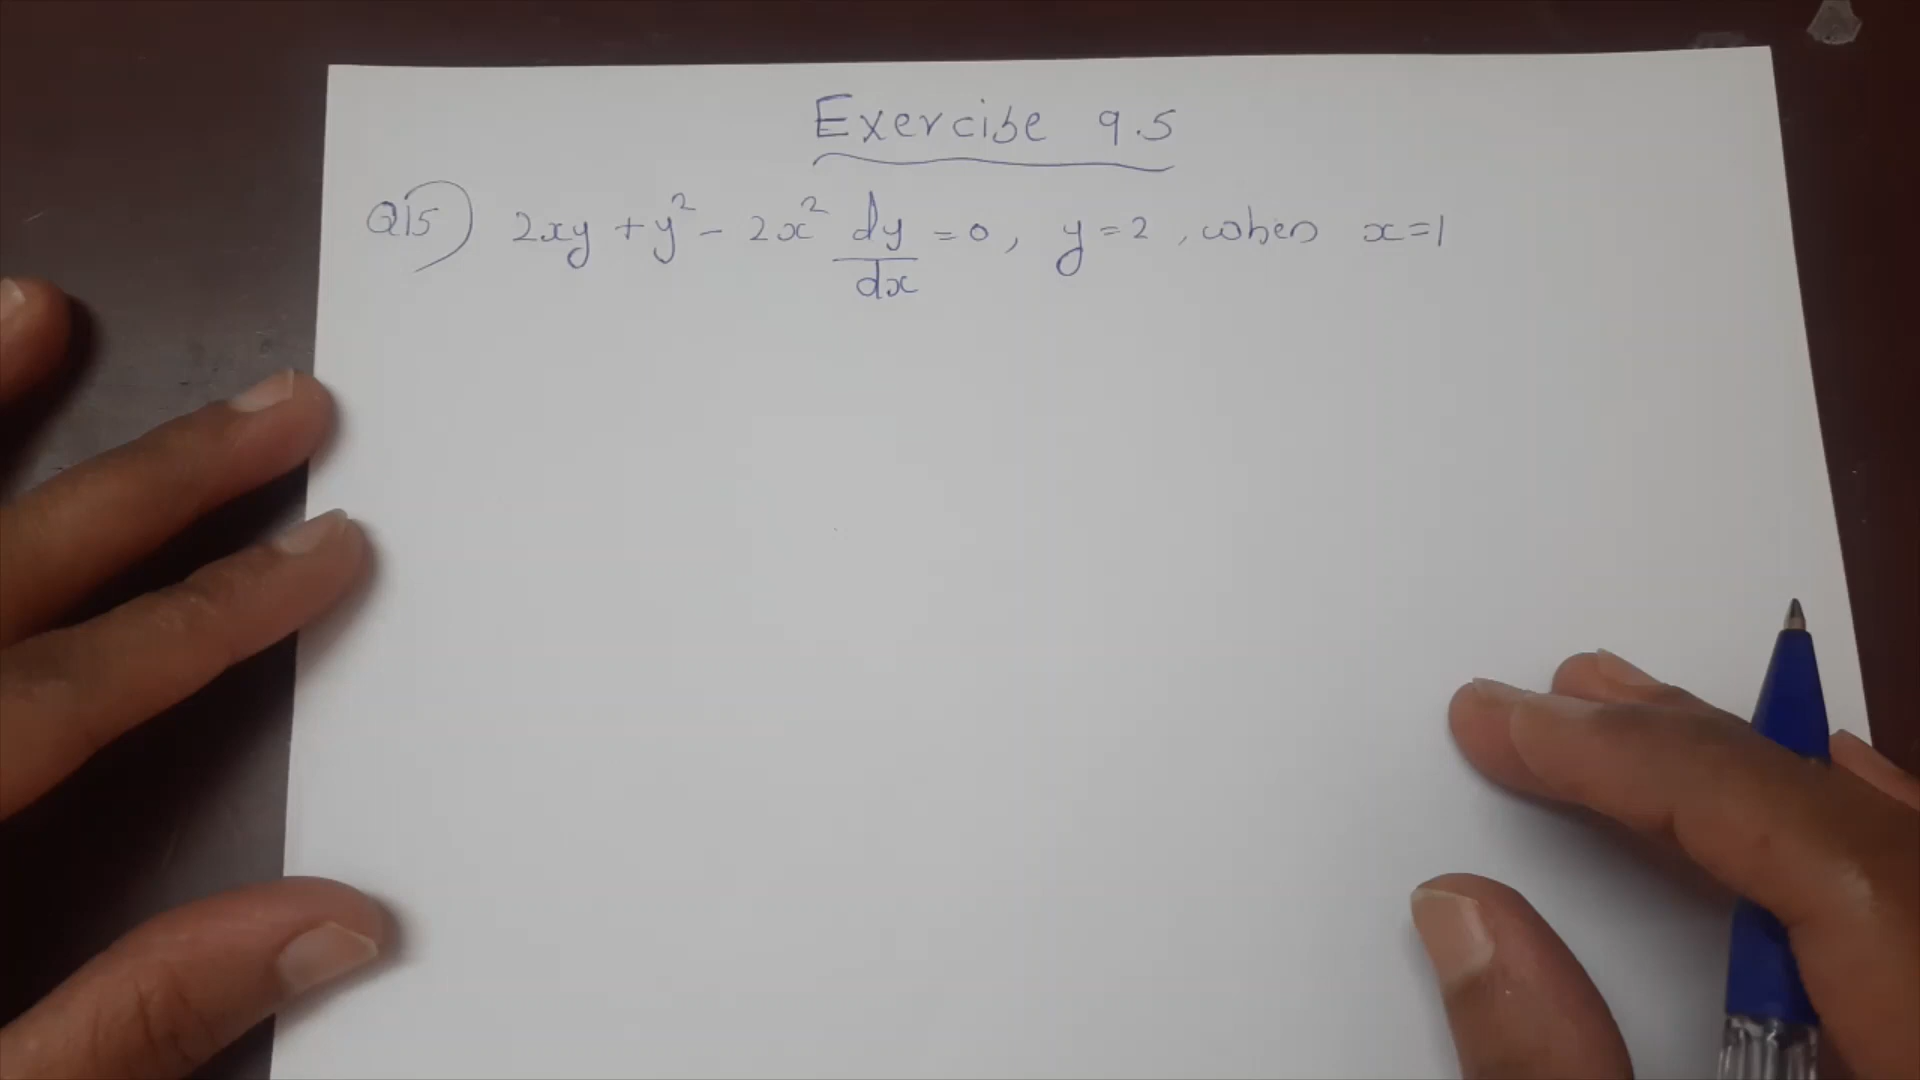 Exercise 9.5
Q15) 2xy + y² - 2x² dy/dx = 0, y = 2, when x = 1